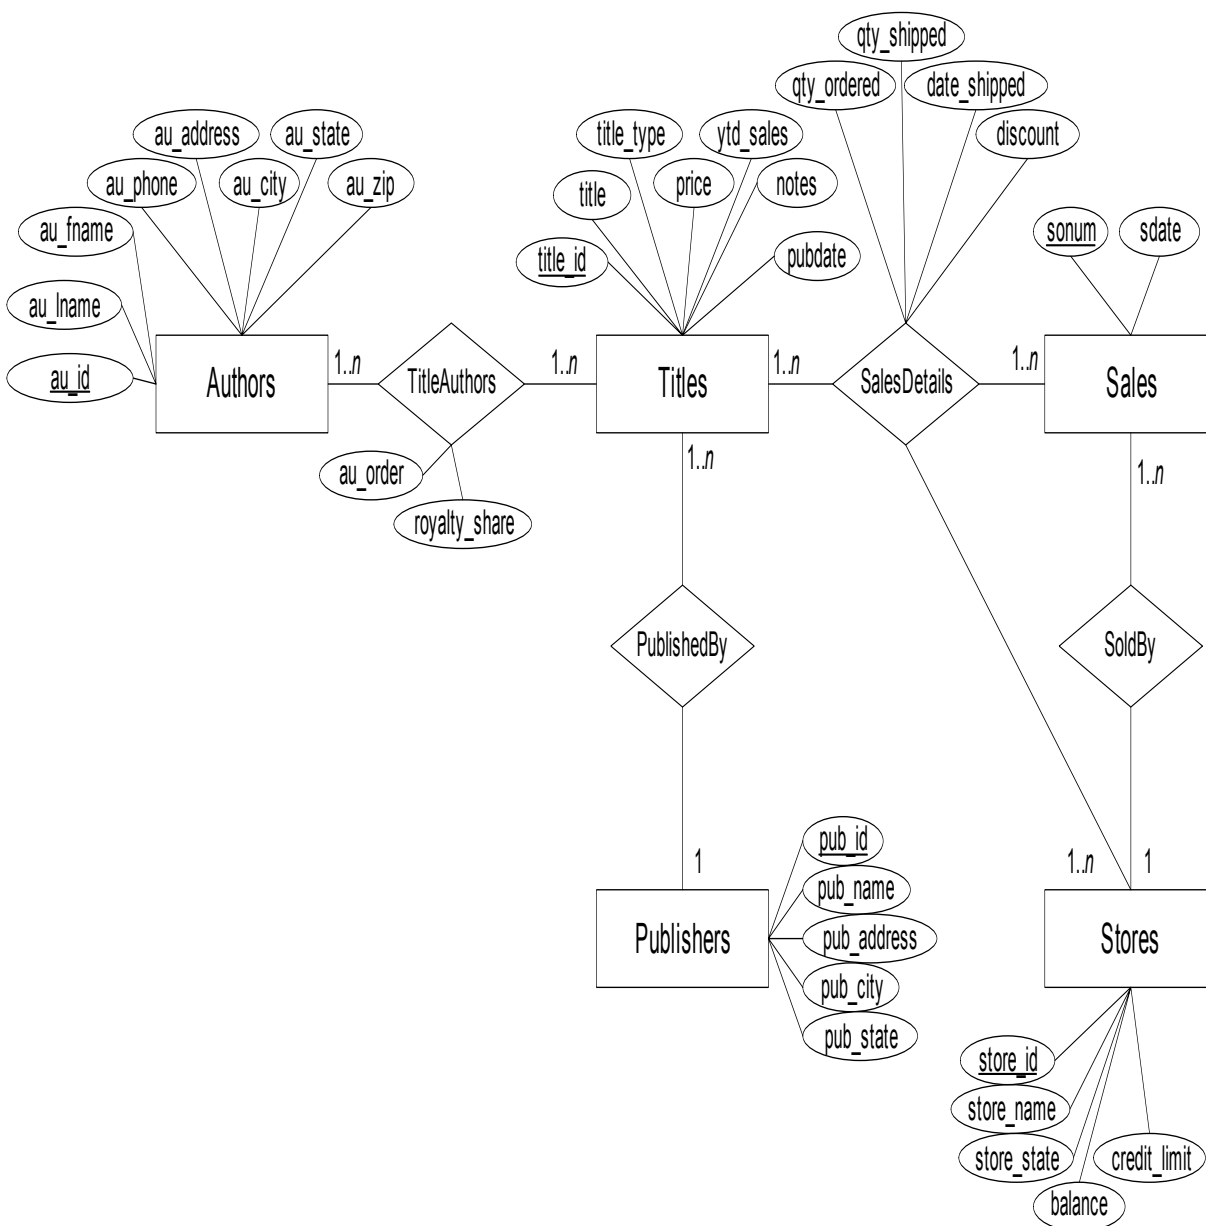 qty_shipped
qty_ordered
date_shipped
discount
au_address
au_state
title_type
ytd_sales
au_phone
au_city
au_zip
title
price
notes
au_fname
title_id
pubdate
sonum
sdate
au_lname
au_id
Authors
1..n
TitleAuthors
1..n
Titles
1..n
SalesDetails
1..n
Sales
au_order
royalty_share
1..n
1..n
PublishedBy
SoldBy
1
pub_id
1..n
1
pub_name
Publishers
pub_address
Stores
pub_city
pub_state
store_id
store_name
store_state
credit_limit
balance